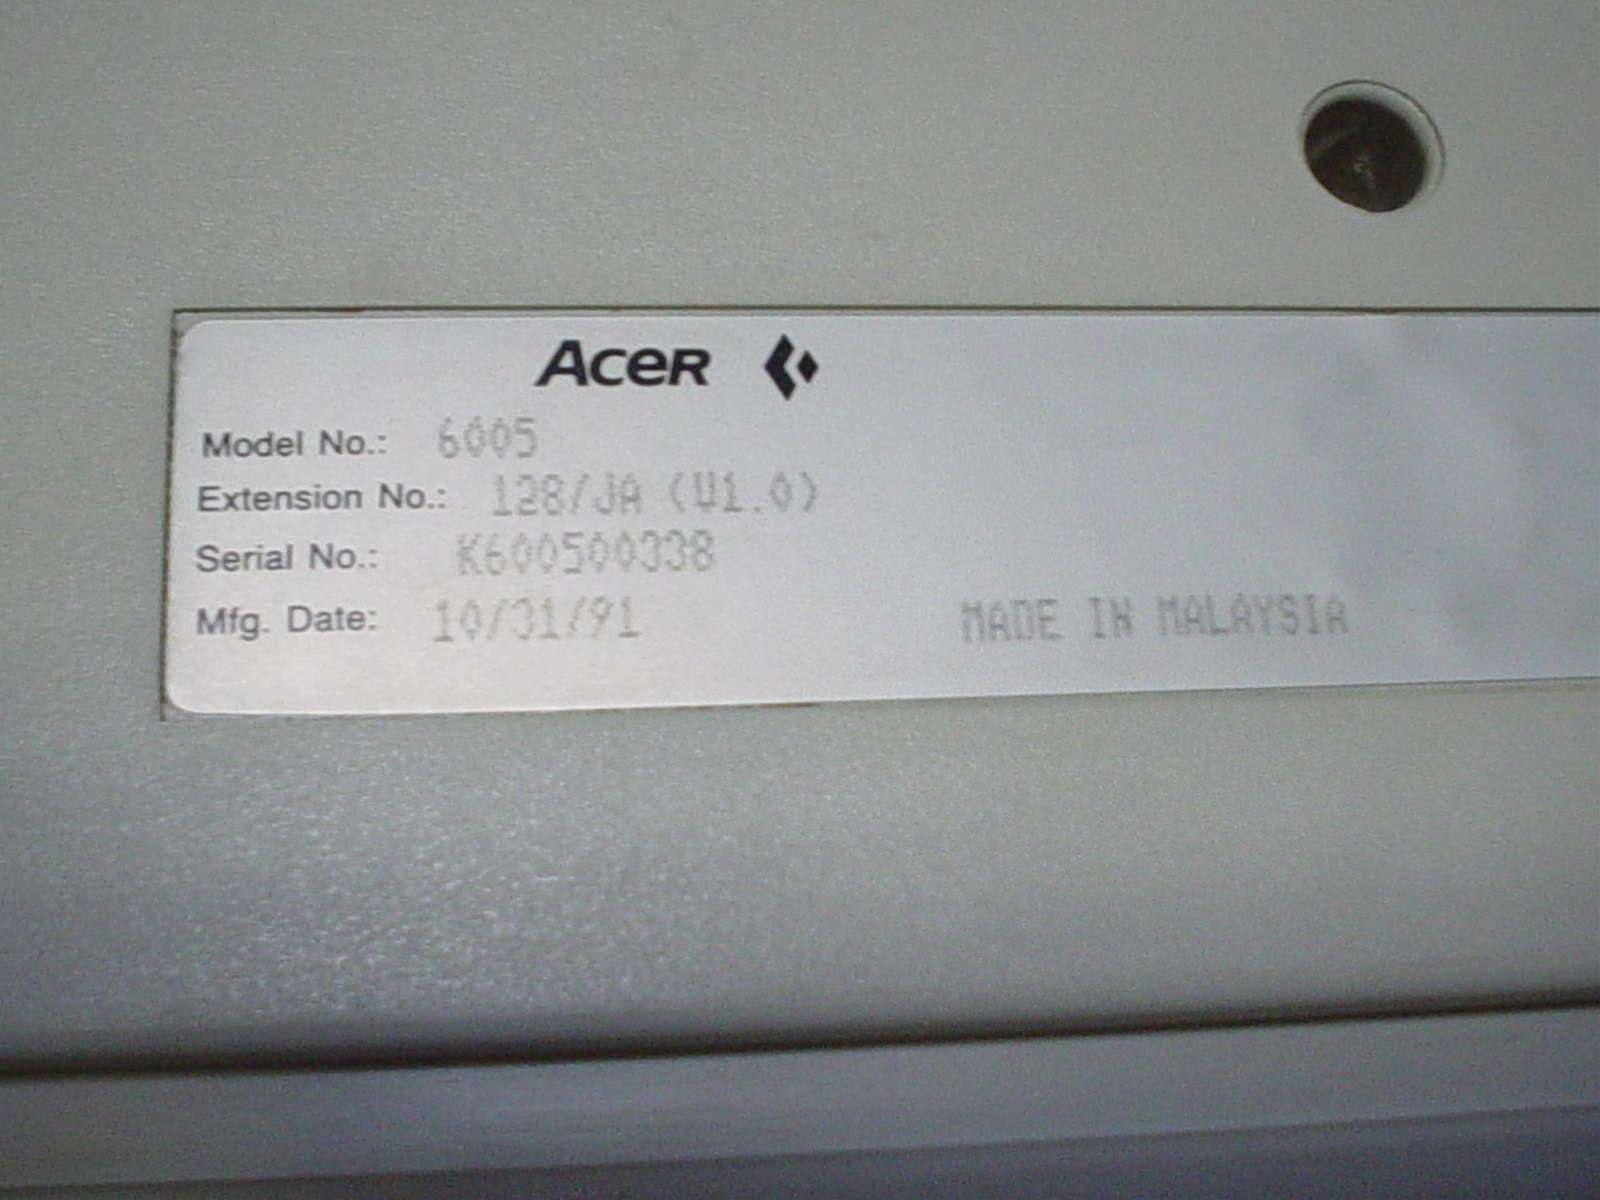 Acer
Model No.: 6005
Extension No.: 128/JA (V1.0)
Serial No.: K600500338
Mfg. Date: 10/31/91 MADE IN MALAYSIA